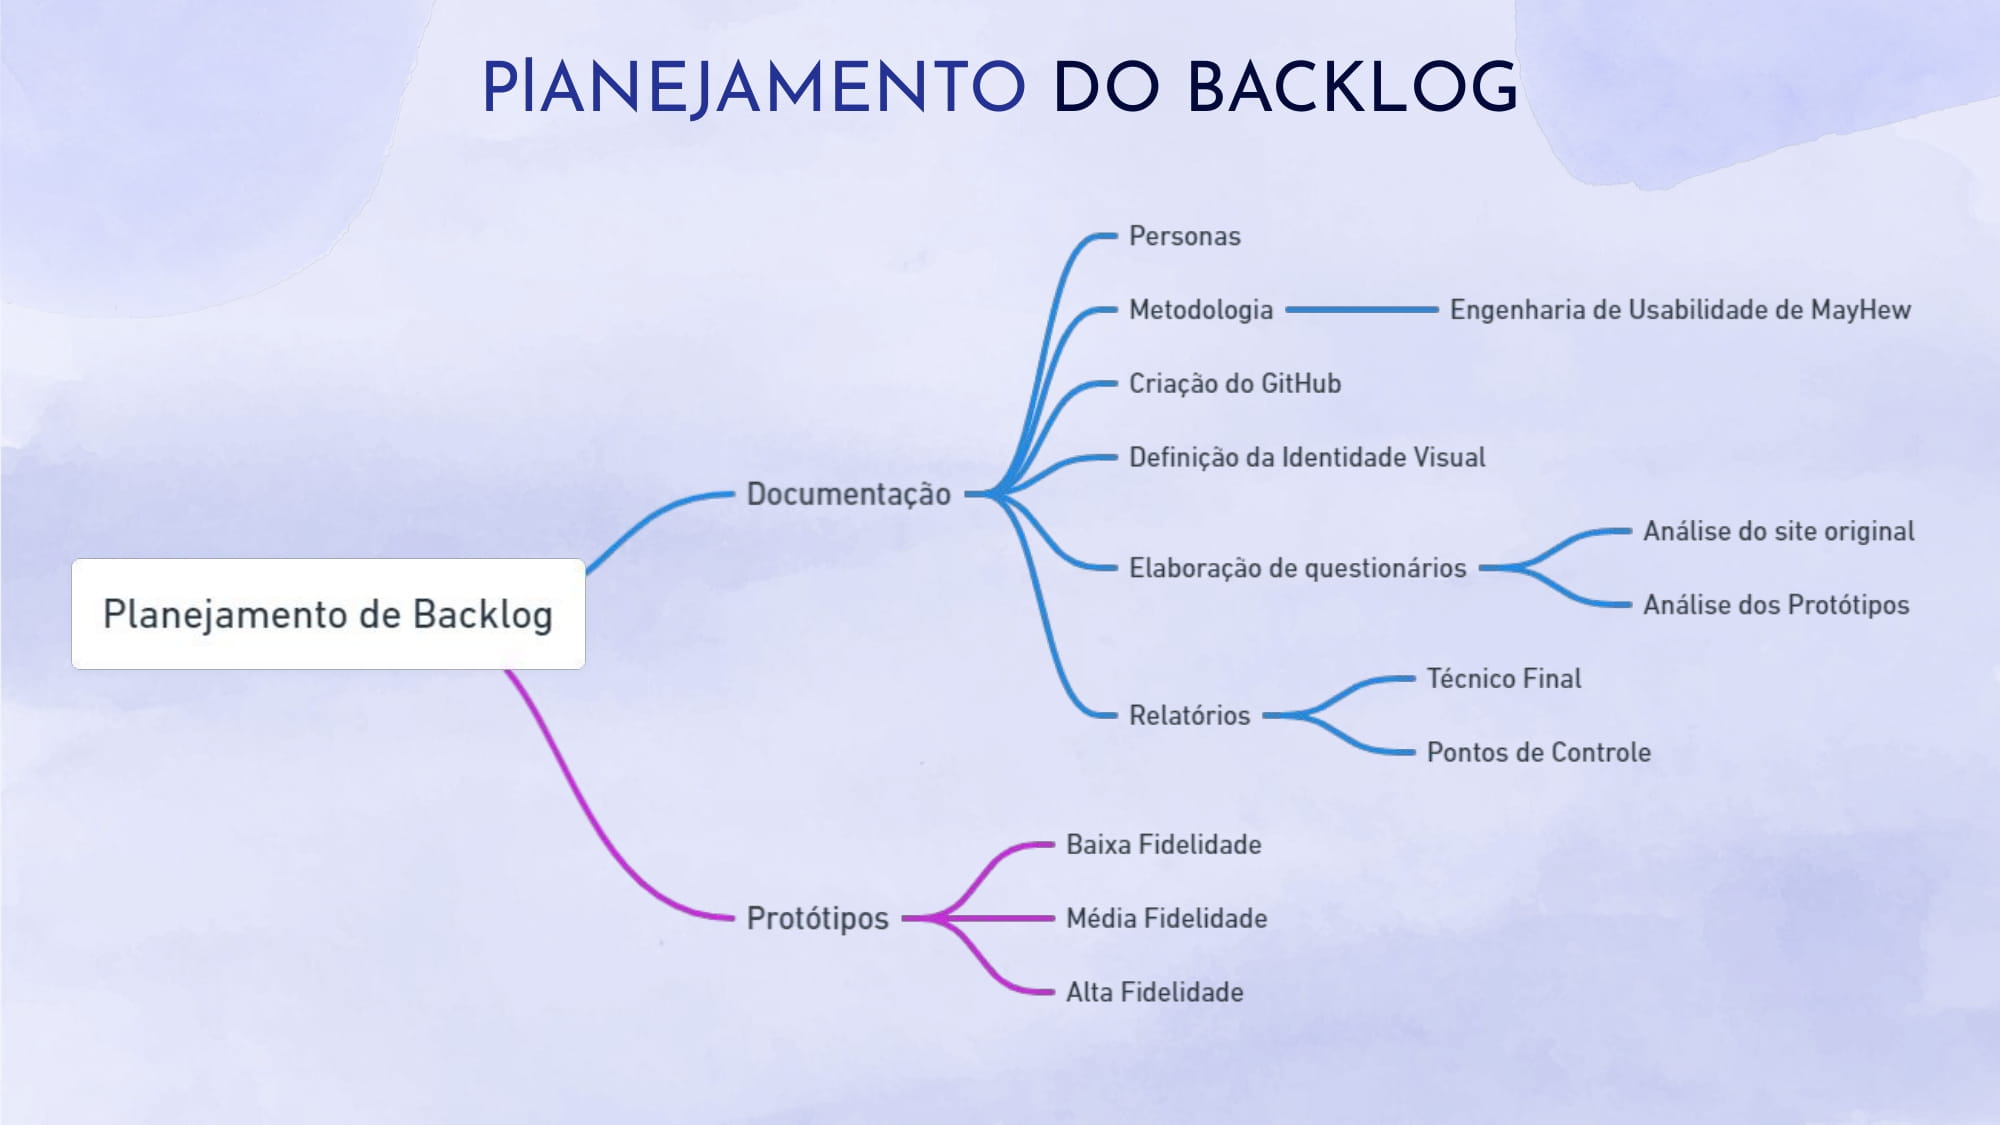 PlANEJAMENTO DO BACKLOG
Planejamento de Backlog
Documentação
Personas
Metodologia
Engenharia de Usabilidade de MayHew
Criação do GitHub
Definição da Identidade Visual
Elaboração de questionários
Análise do site original
Análise dos Protótipos
Relatórios
Técnico Final
Pontos de Controle
Protótipos
Baixa Fidelidade
Média Fidelidade
Alta Fidelidade